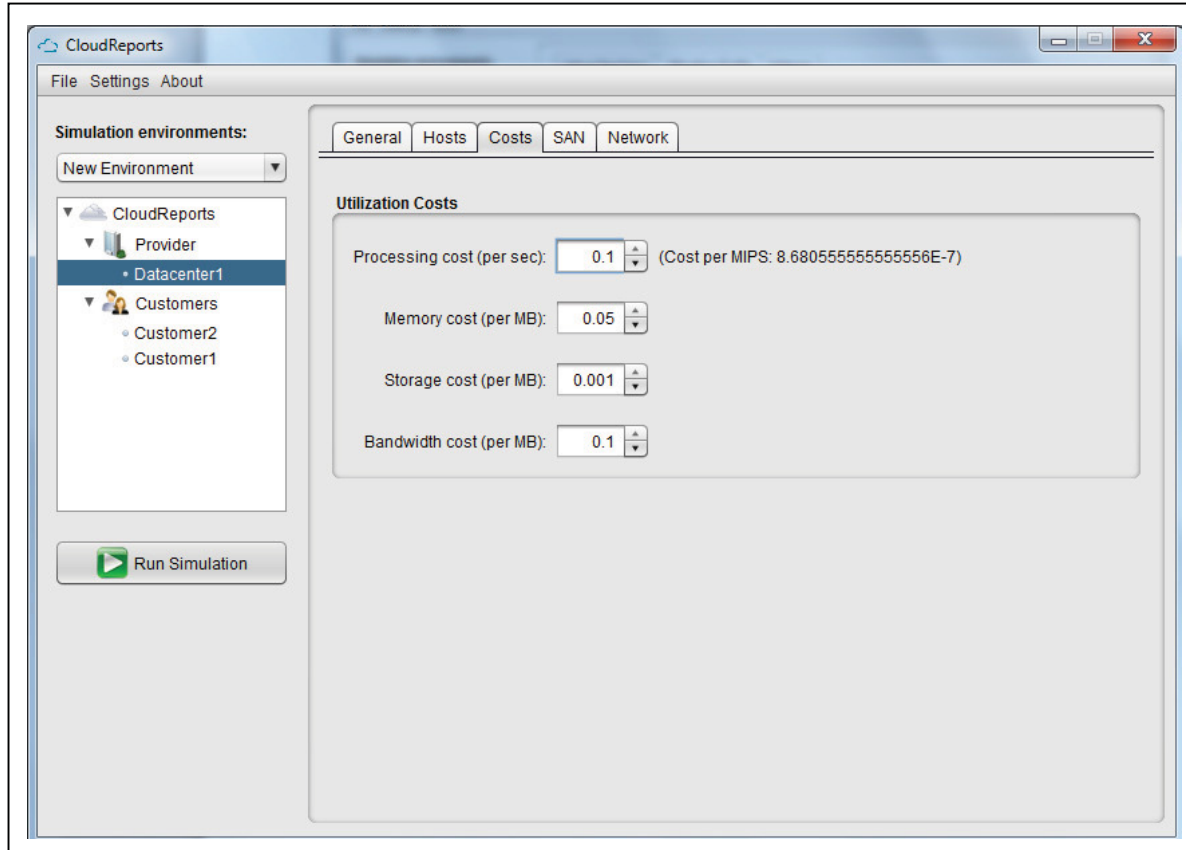 CloudReports
File Settings About
Simulation environments:
New Environment
CloudReports
Provider
Datacenter1
Customers
Customer2
Customer1
Run Simulation
General Hosts Costs SAN Network
Utilization Costs
Processing cost (per sec): 0.1 (Cost per MIPS: 8.680555555555556E-7)
Memory cost (per MB): 0.05
Storage cost (per MB): 0.001
Bandwidth cost (per MB): 0.1